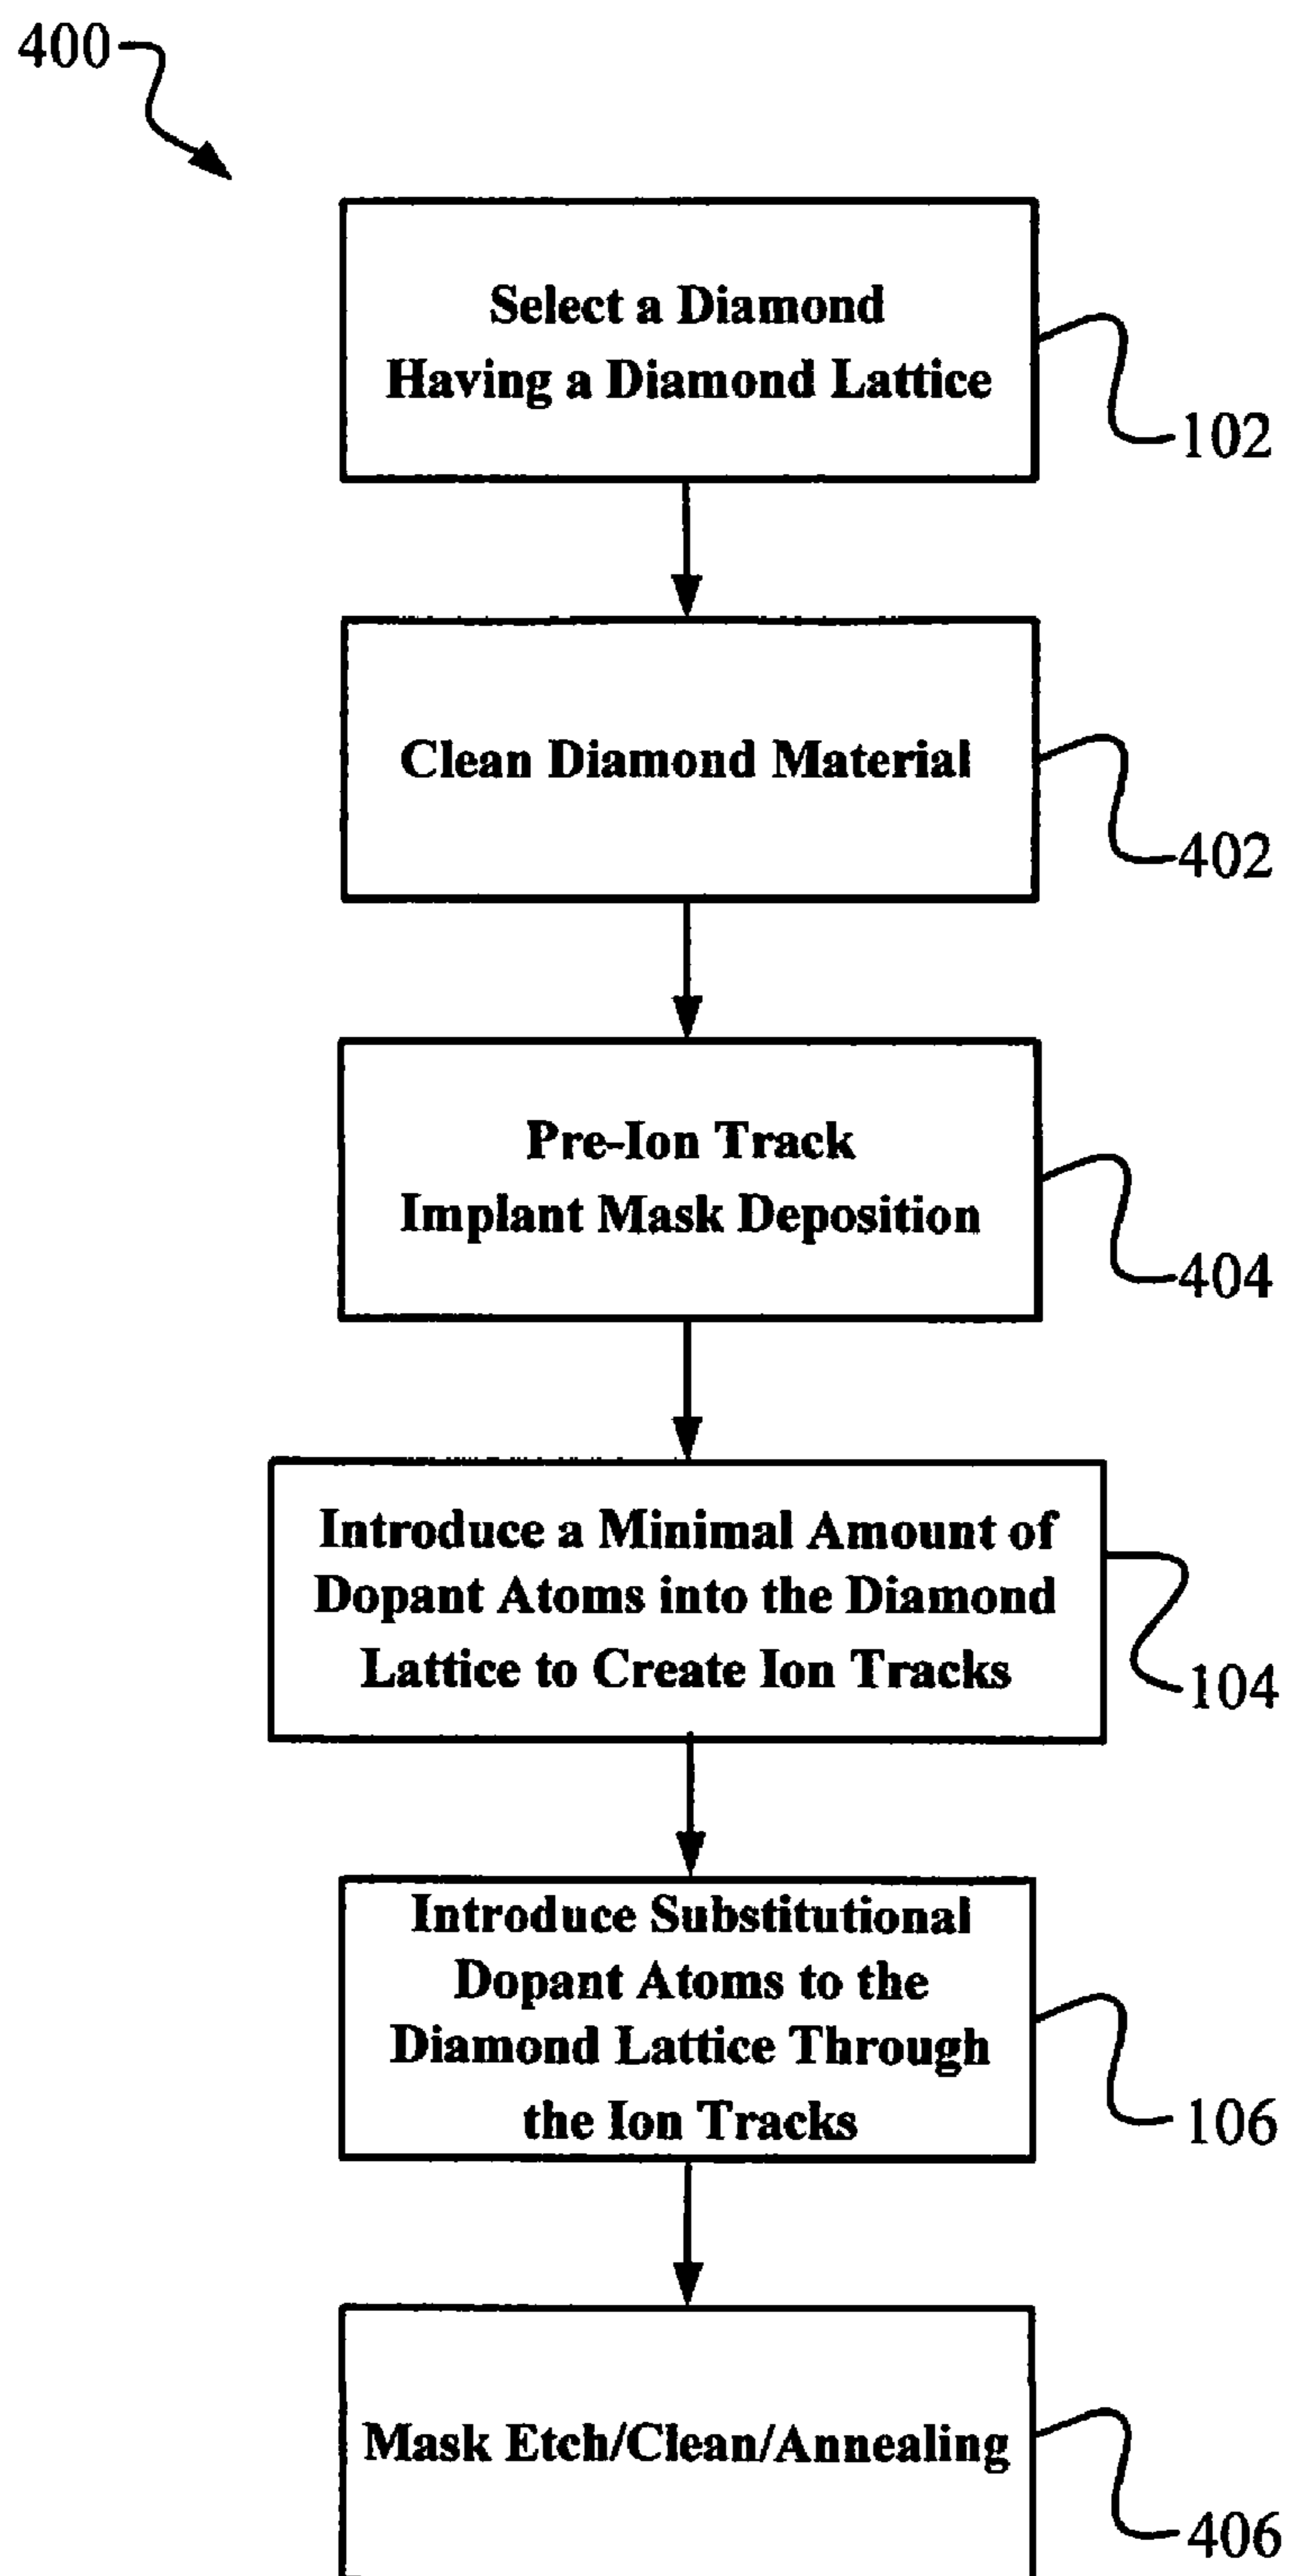 400
Select a Diamond
Having a Diamond Lattice
102
Clean Diamond Material
402
Pre-Ion Track
Implant Mask Deposition
404
Introduce a Minimal Amount of
Dopant Atoms into the Diamond
Lattice to Create Ion Tracks
104
Introduce Substitutional
Dopant Atoms to the
Diamond Lattice Through
the Ion Tracks
106
Mask Etch/Clean/Annealing
406